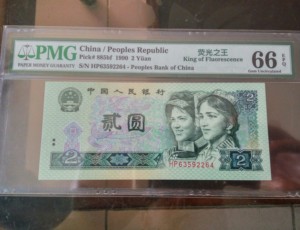 PMG
PAPER MONEY GUARANTY
China / Peoples Republic
Pick# 885bf 1980 2 Yüan
S/N HP63592264 - Peoples Bank of China
荧光之王
King of Fluorescence
66 EPQ
Gem Uncirculated
中国人民银行
贰圆
2
2
HP63592264